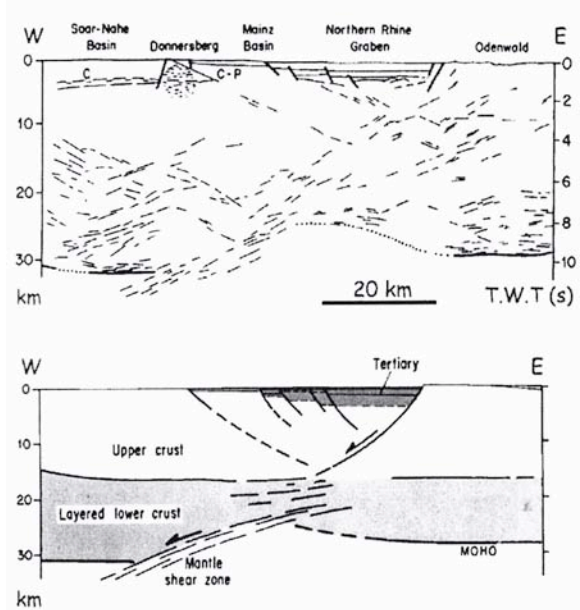 W
Saar-Nahe Basin
Donnersberg
Mainz Basin
Northern Rhine Graben
Odenwald
E
0
10
20
30
km
C
C-P
0
2
4
6
8
10
T.W.T (s)
20 km
W
E
Tertiary
0
10
20
30
km
Upper crust
Layered lower crust
Mantle shear zone
MOHO